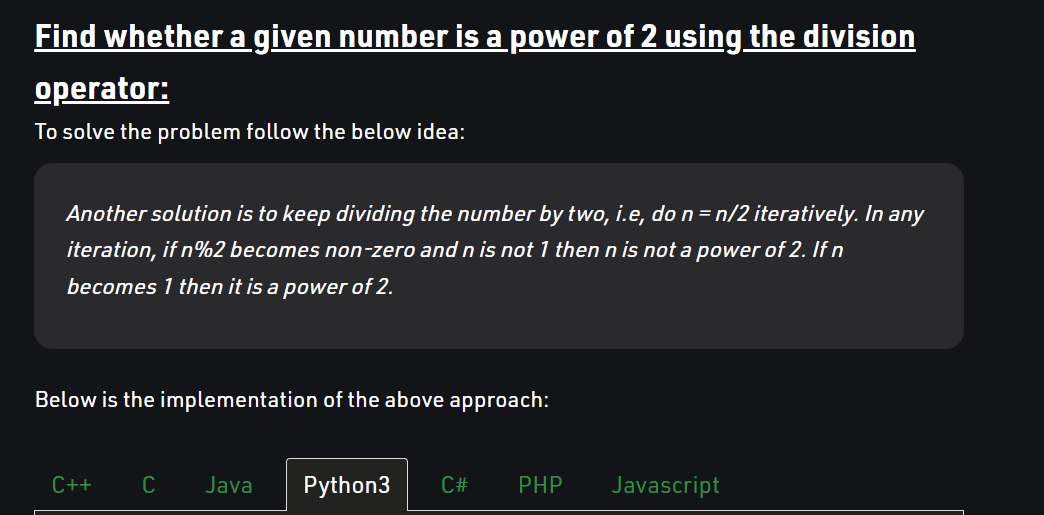 Find whether a given number is a power of 2 using the division
operator:
To solve the problem follow the below idea:
Another solution is to keep dividing the number by two, i.e, do n = n/2 iteratively. In any
iteration, if n%2 becomes non-zero and n is not 1 then n is not a power of 2. If n
becomes 1 then it is a power of 2.
Below is the implementation of the above approach:
C++ C Java Python3 C# PHP Javascript